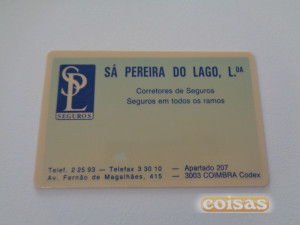 SPL
SEGUROS
SÁ PEREIRA DO LAGO, L.DA
Corretores de Seguros
Seguros em todos os ramos
Telef. 2 25 93 — Telefax 3 30 10 — Apartado 207
Av. Fernão de Magalhães, 415 — 3003 COIMBRA Codex
coisas